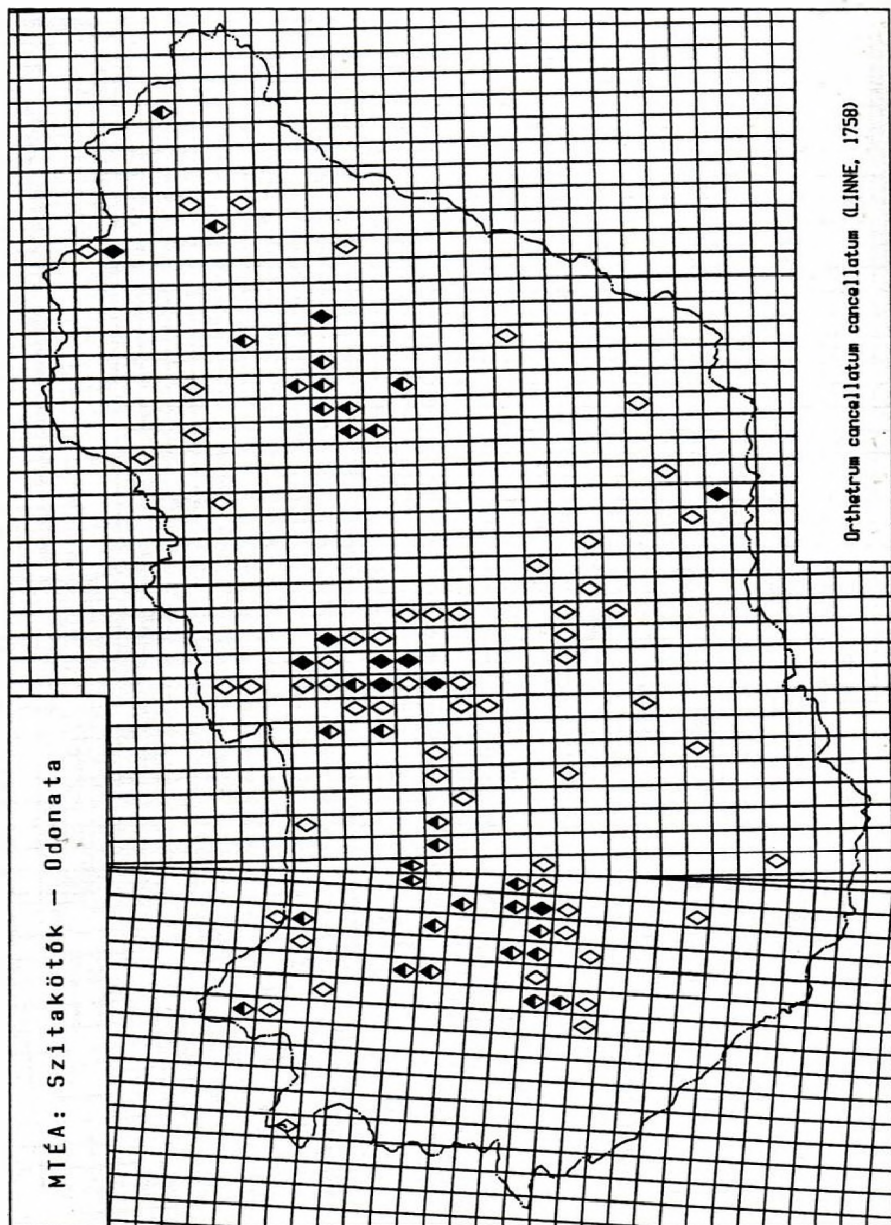 MTÉA: Szitakötők — Odonata
Orthetrum cancellatum cancellatum (LINNE, 1758)